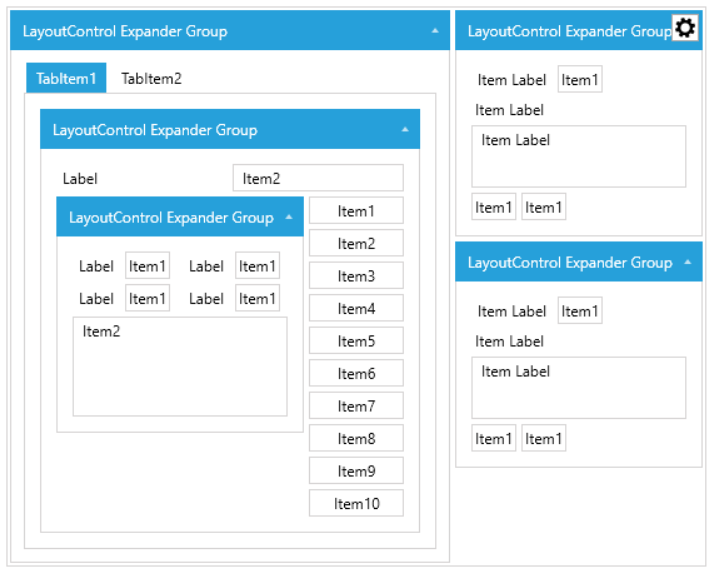 LayoutControl Expander Group
TabItem1 TabItem2
LayoutControl Expander Group
Label Item2
LayoutControl Expander Group
Label Item1 Label Item1
Label Item1 Label Item1
Item2
Item1
Item2
Item3
Item4
Item5
Item6
Item7
Item8
Item9
Item10
LayoutControl Expander Group
Item Label Item1
Item Label
Item Label
Item1 Item1
LayoutControl Expander Group
Item Label Item1
Item Label
Item Label
Item1 Item1